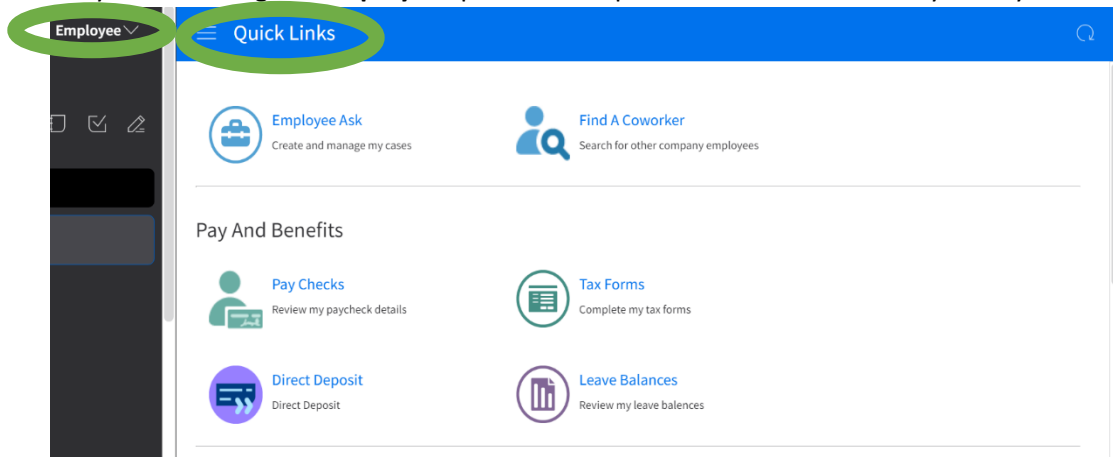 Employee
Quick Links
Employee Ask
Create and manage my cases
Find A Coworker
Search for other company employees
Pay And Benefits
Pay Checks
Review my paycheck details
Tax Forms
Complete my tax forms
Direct Deposit
Direct Deposit
Leave Balances
Review my leave balences